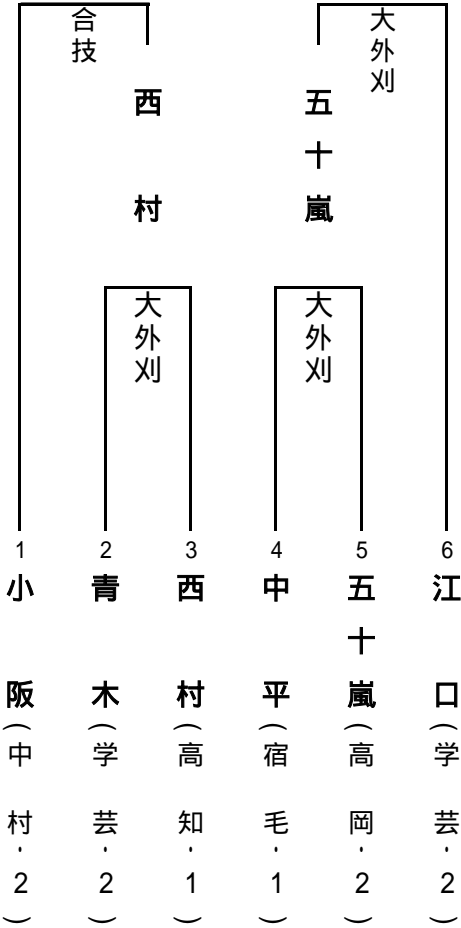 合技
大外刈
西村
五十嵐
大外刈
大外刈
1 2 3 4 5 6
小阪(中村・2)
青木(学芸・2)
西村(高知・1)
中平(宿毛・1)
五十嵐(高岡・2)
江口(学芸・2)